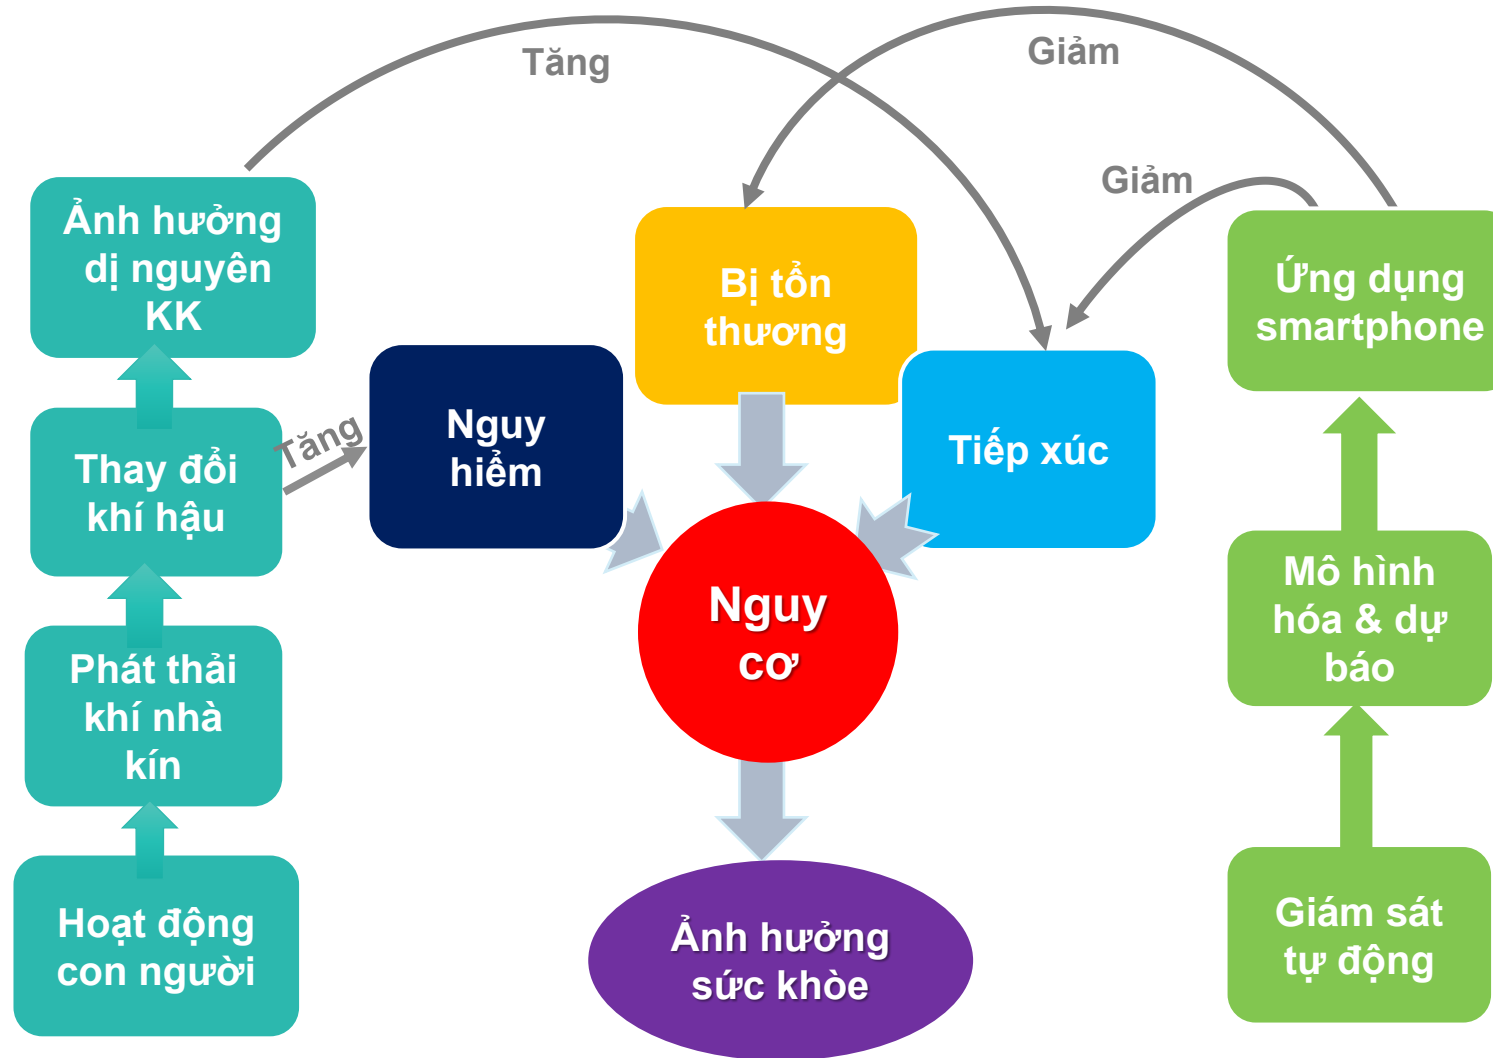 Tăng
Giảm
Giảm
Ảnh hưởng
dị nguyên
KK
Bị tổn
thương
Ứng dụng
smartphone
Tăng
Nguy
hiểm
Tiếp xúc
Thay đổi
khí hậu
Nguy
cơ
Mô hình
hóa & dự
báo
Phát thải
khí nhà
kín
Hoạt động
con người
Ảnh hưởng
sức khòe
Giám sát
tự động